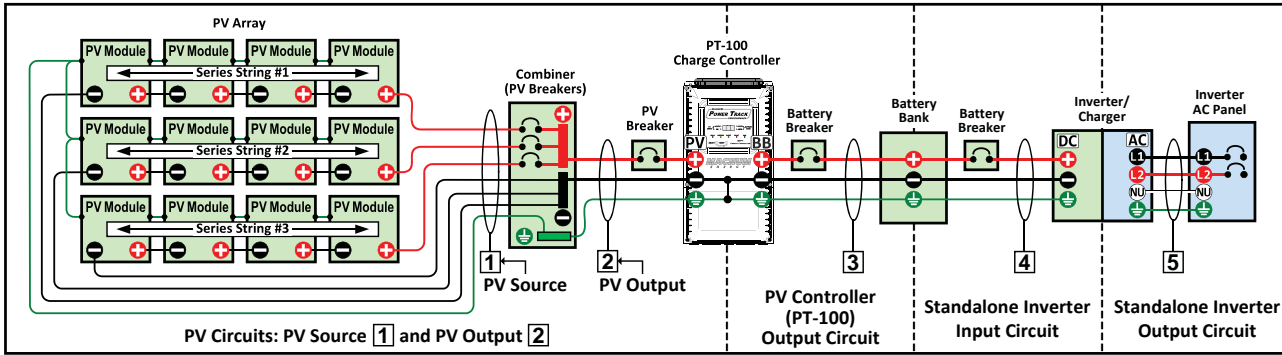 PV Array
PV Module PV Module PV Module PV Module
Series String #1
PV Module PV Module PV Module PV Module
Series String #2
PV Module PV Module PV Module PV Module
Series String #3
Combiner
(PV Breakers)
PV
Breaker
PT-100
Charge Controller
POWER TRACK
PV BB
MAGNUM
Battery
Breaker
Battery
Bank
Battery
Breaker
Inverter/
Charger
DC AC
L1
L2
NU
Inverter
AC Panel
L1
L2
NU
1
PV Source
2
PV Output
3
4
5
PV Controller
(PT-100)
Output Circuit
Standalone Inverter
Input Circuit
Standalone Inverter
Output Circuit
PV Circuits: PV Source 1 and PV Output 2